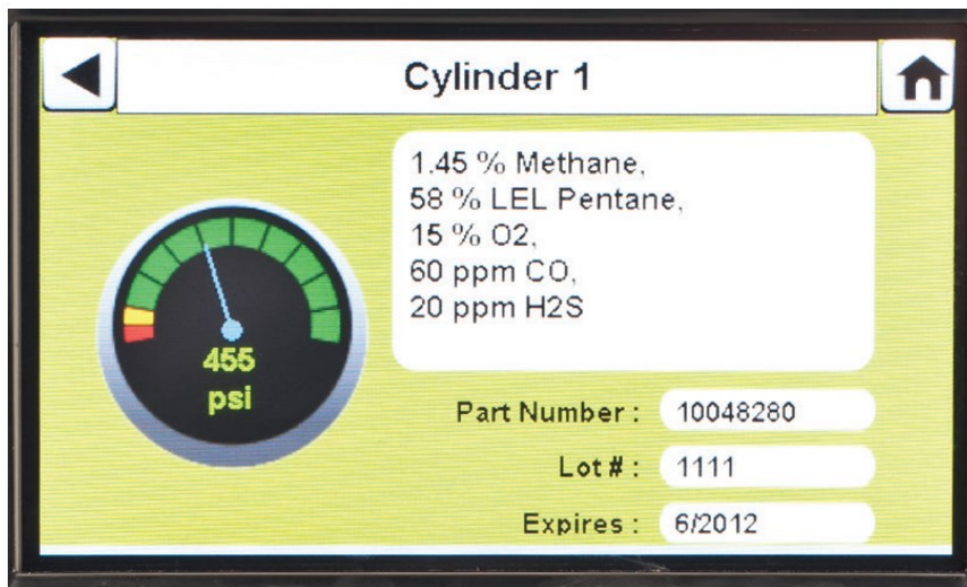 Cylinder 1
1.45 % Methane,
58 % LEL Pentane,
15 % O2,
60 ppm CO,
20 ppm H2S
455
psi
Part Number : 10048280
Lot # : 1111
Expires : 6/2012